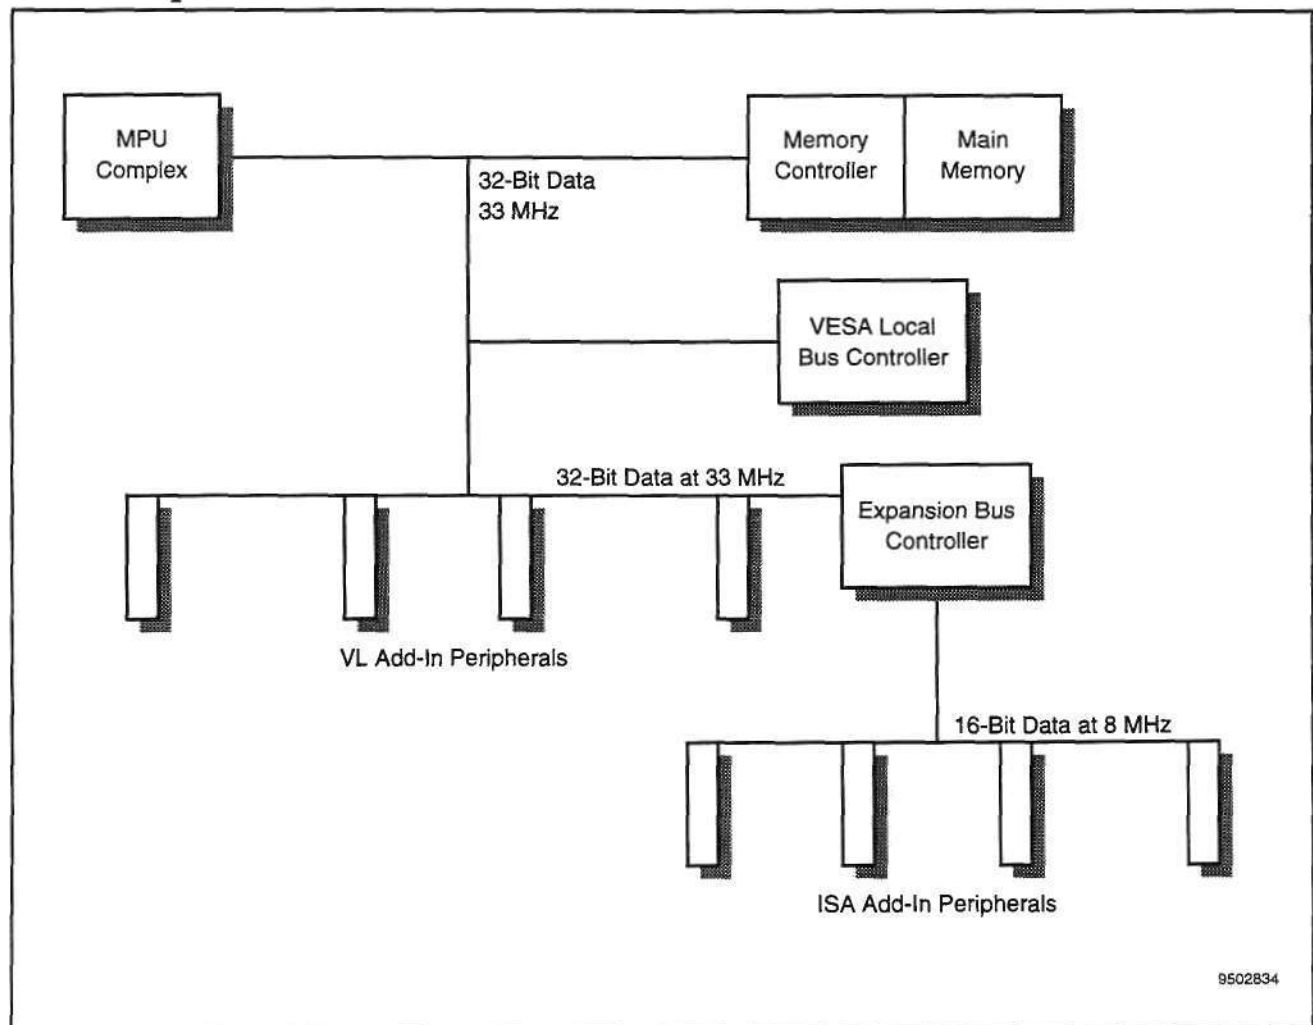 MPU
Complex
Memory
Controller
Main
Memory
32-Bit Data
33 MHz
VESA Local
Bus Controller
32-Bit Data at 33 MHz
Expansion Bus
Controller
VL Add-In Peripherals
16-Bit Data at 8 MHz
ISA Add-In Peripherals
9502834